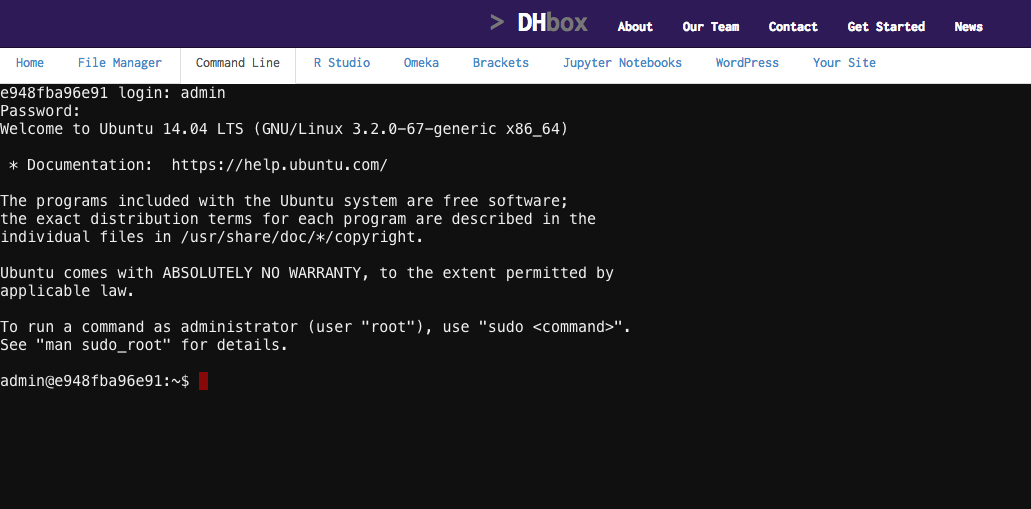 > DHbox About Our Team Contact Get Started News
Home File Manager Command Line R Studio Omeka Brackets Jupyter Notebooks WordPress Your Site
e948fba96e91 login: admin
Password:
Welcome to Ubuntu 14.04 LTS (GNU/Linux 3.2.0-67-generic x86_64)
* Documentation:  https://help.ubuntu.com/
The programs included with the Ubuntu system are free software;
the exact distribution terms for each program are described in the
individual files in /usr/share/doc/*/copyright.
Ubuntu comes with ABSOLUTELY NO WARRANTY, to the extent permitted by
applicable law.
To run a command as administrator (user "root"), use "sudo <command>".
See "man sudo_root" for details.
admin@e948fba96e91:~$